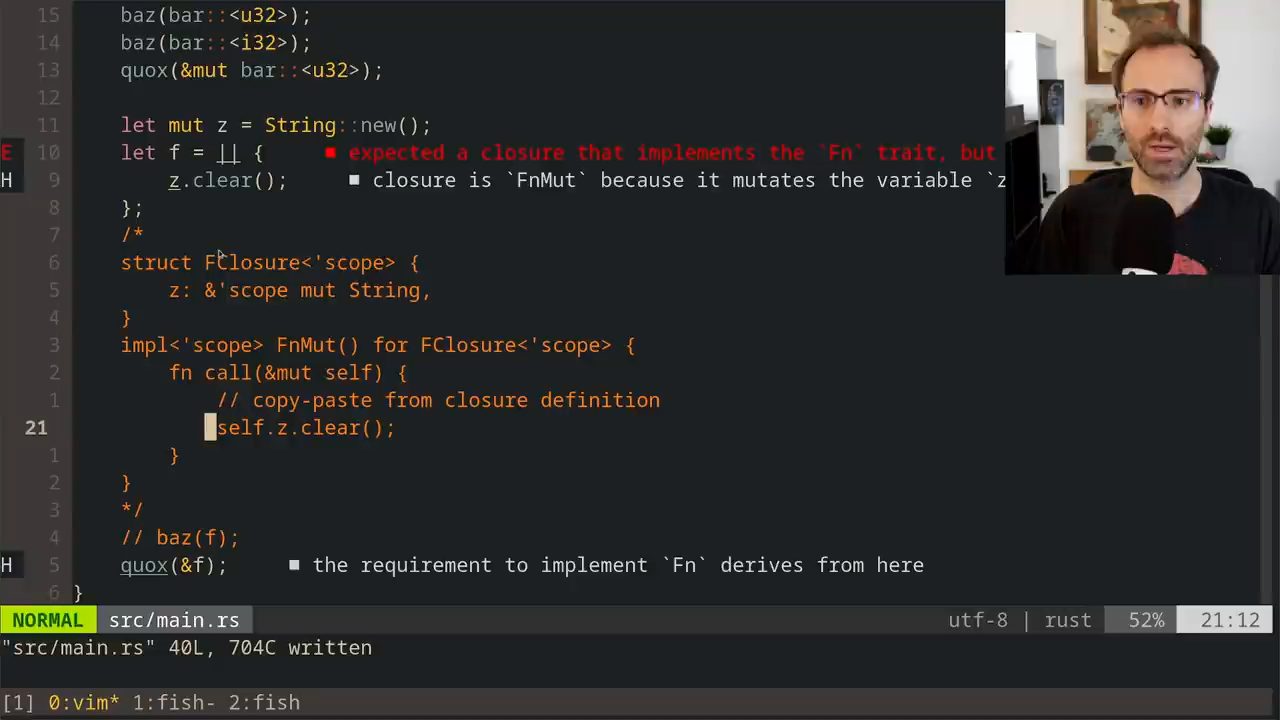 15 baz(bar::<u32>);
14 baz(bar::<i32>);
13 quox(&mut bar::<u32>);
12
11 let mut z = String::new();
E 10 let f = || { ■ expected a closure that implements the `Fn` trait, but
H 9 z.clear(); ■ closure is `FnMut` because it mutates the variable `z
8 };
7 /*
6 struct FClosure<'scope> {
5 z: &'scope mut String,
4 }
3 impl<'scope> FnMut() for FClosure<'scope> {
2 fn call(&mut self) {
1 // copy-paste from closure definition
21 self.z.clear();
1 }
2 }
3 */
4 // baz(f);
H 5 quox(&f); ■ the requirement to implement `Fn` derives from here
6 }
NORMAL src/main.rs utf-8 | rust 52% 21:12
"src/main.rs" 40L, 704C written
[1] 0:vim* 1:fish- 2:fish